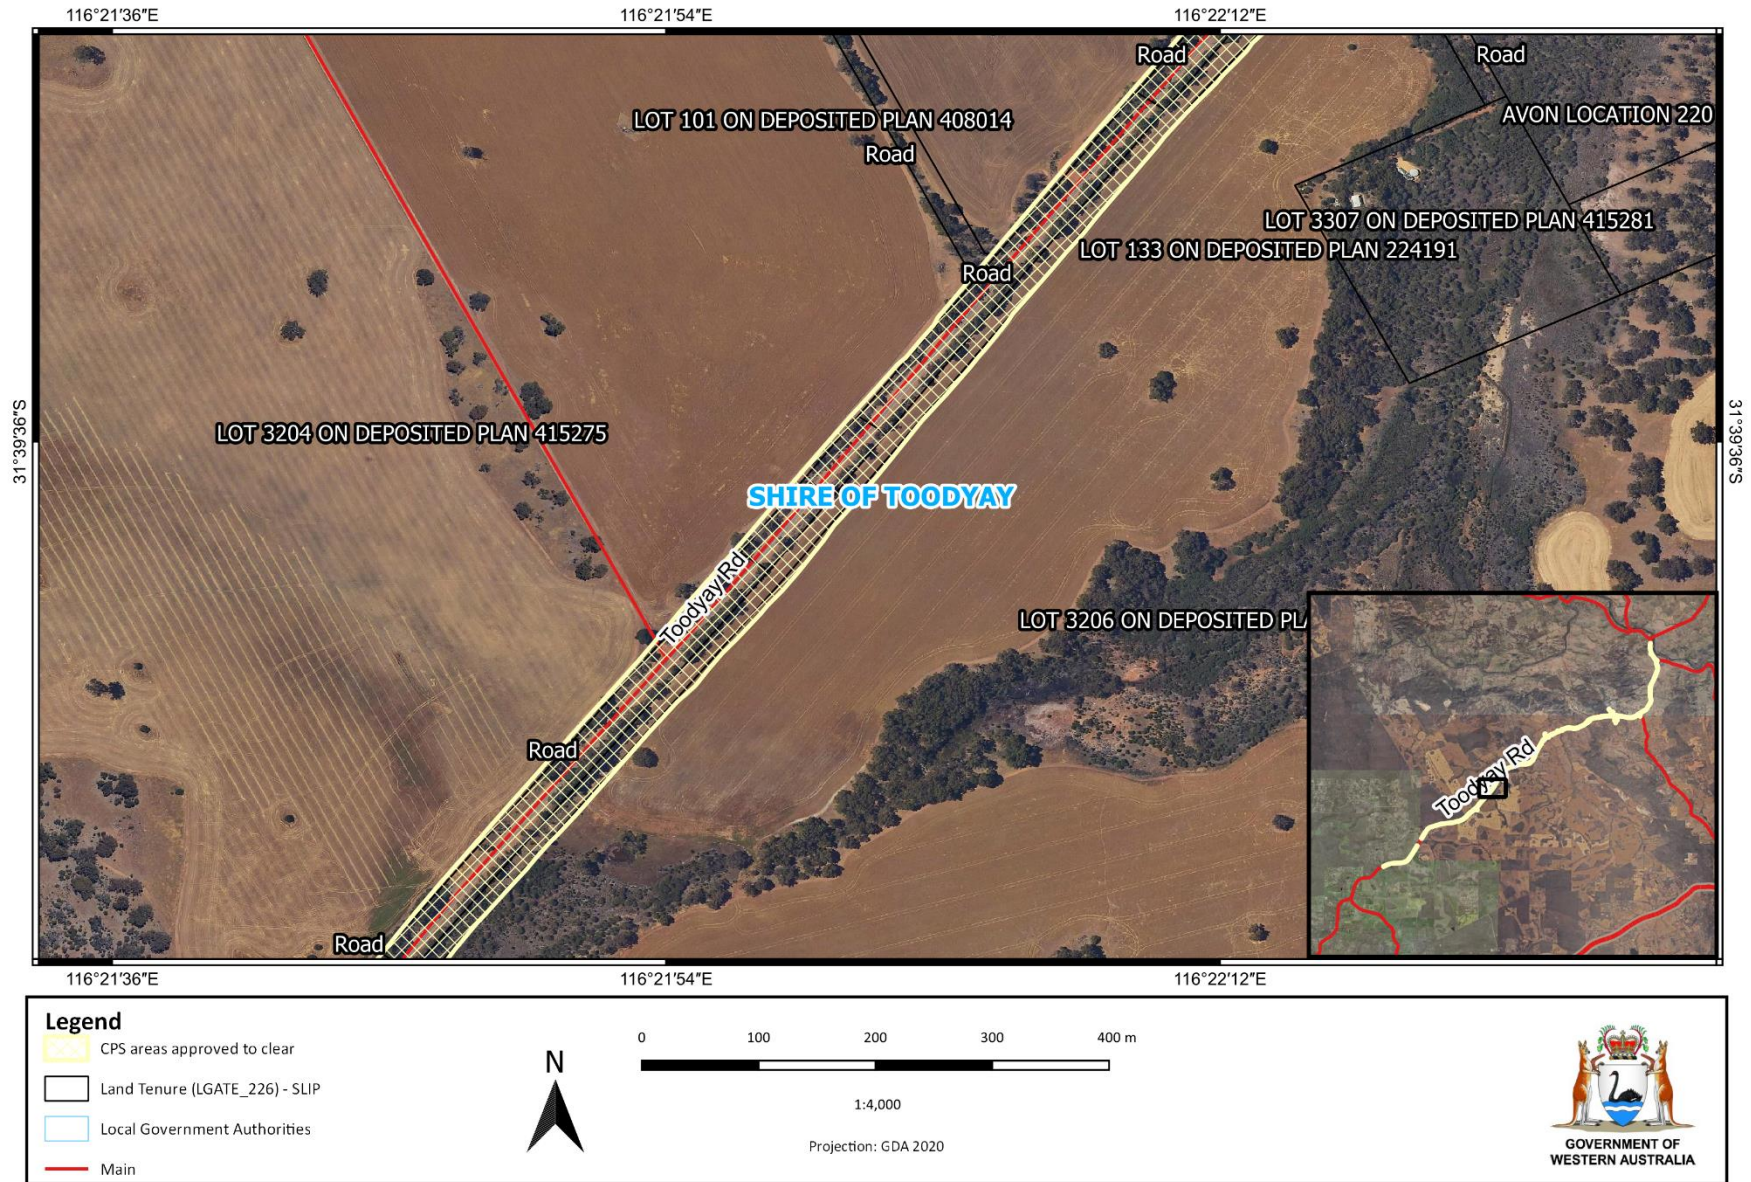 116°21'36"E
116°21'54"E
116°22'12"E
Road
Road
LOT 101 ON DEPOSITED PLAN 408014
AVON LOCATION 220
Road
LOT 3307 ON DEPOSITED PLAN 415281
LOT 133 ON DEPOSITED PLAN 224191
Road
31°39'36"S
31°39'36"S
LOT 3204 ON DEPOSITED PLAN 415275
SHIRE OF TOODYAY
Toodyay Rd
LOT 3206 ON DEPOSITED PL
Road
Toodyay Rd
Road
116°21'36"E
116°21'54"E
116°22'12"E
Legend
CPS areas approved to clear
Land Tenure (LGATE_226) - SLIP
Local Government Authorities
Main
N
0 100 200 300 400 m
1:4,000
Projection: GDA 2020
GOVERNMENT OF
WESTERN AUSTRALIA